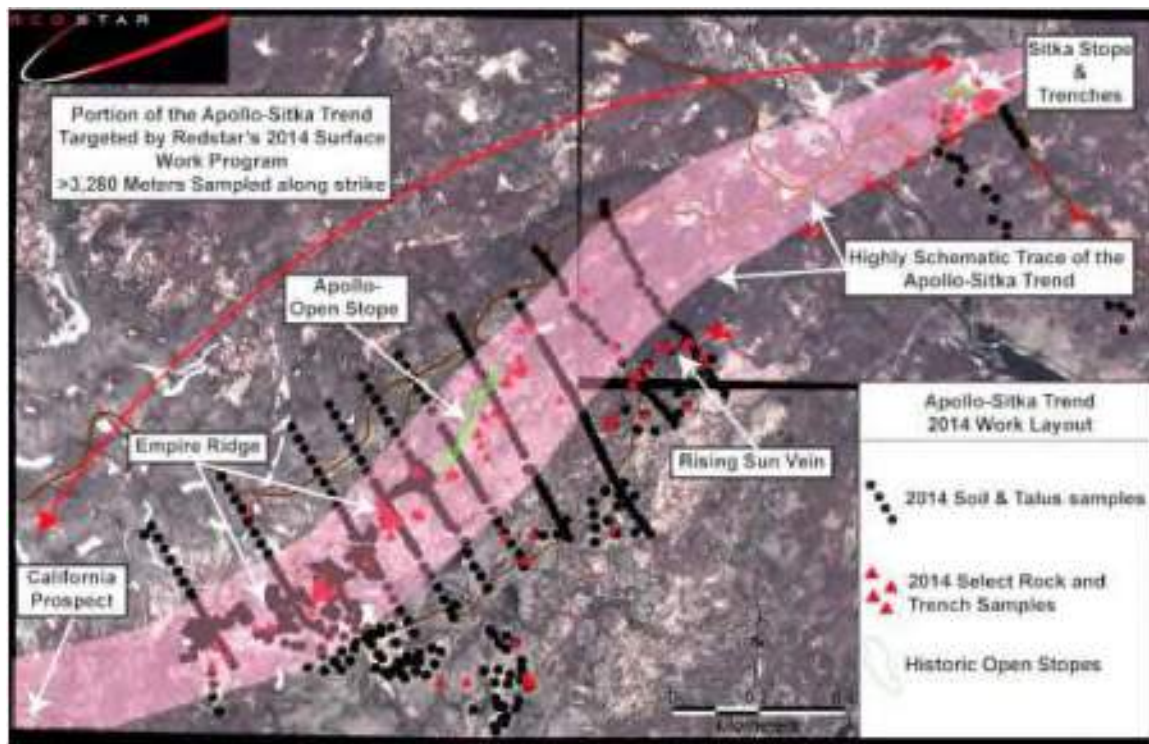 REDSTAR
Portion of the Apollo-Sitka Trend
Targeted by Redstar's 2014 Surface
Work Program
>3,280 Meters Sampled along strike
Sitka Stope
&
Trenches
Highly Schematic Trace of the
Apollo-Sitka Trend
Apollo-
Open Stope
Empire Ridge
Rising Sun Vein
California
Prospect
Apollo-Sitka Trend
2014 Work Layout
2014 Soil & Talus samples
2014 Select Rock and
Trench Samples
Historic Open Stopes
Kilometers